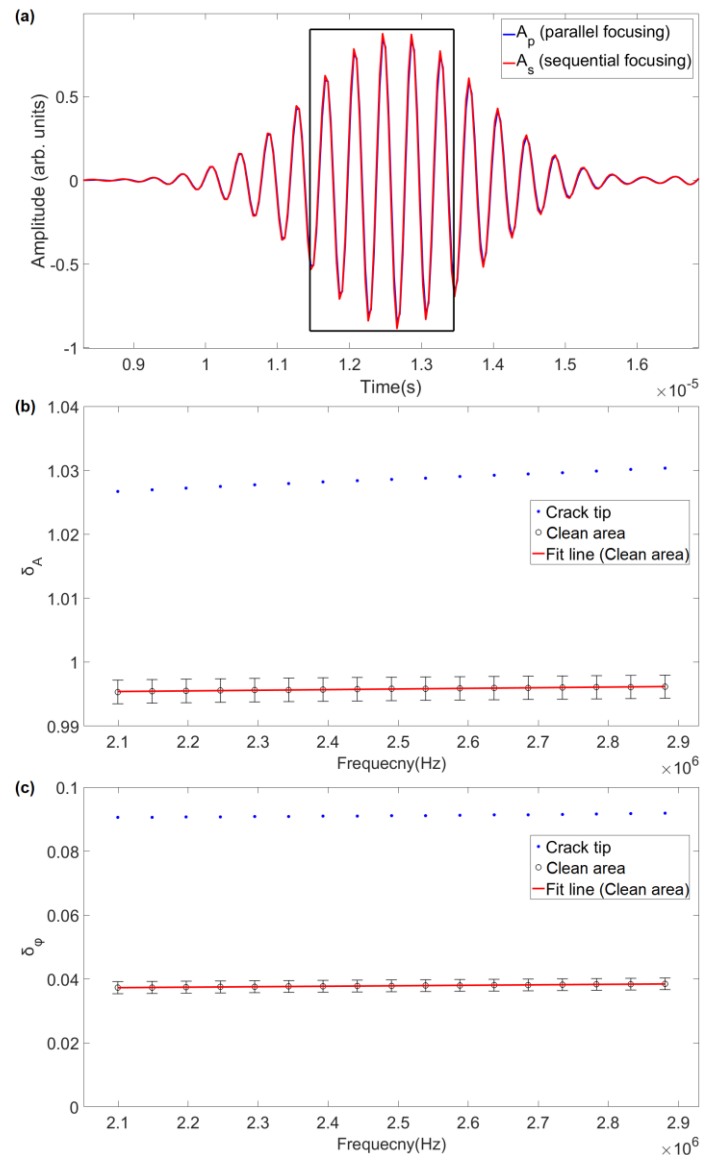 (a)
A_p (parallel focusing)
A_s (sequential focusing)
0.5
0
-0.5
-1
Amplitude (arb. units)
0.9 1 1.1 1.2 1.3 1.4 1.5 1.6
Time(s)
×10^-5
(b)
1.04
1.03
1.02
1.01
1
0.99
δ_A
Crack tip
Clean area
Fit line (Clean area)
2.1 2.2 2.3 2.4 2.5 2.6 2.7 2.8 2.9
Frequecny(Hz)
×10^6
(c)
0.1
0.08
0.06
0.04
0.02
0
δ_φ
Crack tip
Clean area
Fit line (Clean area)
2.1 2.2 2.3 2.4 2.5 2.6 2.7 2.8 2.9
Frequecny(Hz)
×10^6